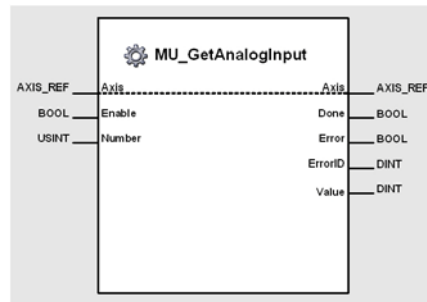 MU_GetAnalogInput
AXIS_REF Axis Axis AXIS_REF
BOOL Enable Done BOOL
USINT Number Error BOOL
ErrorID DINT
Value DINT